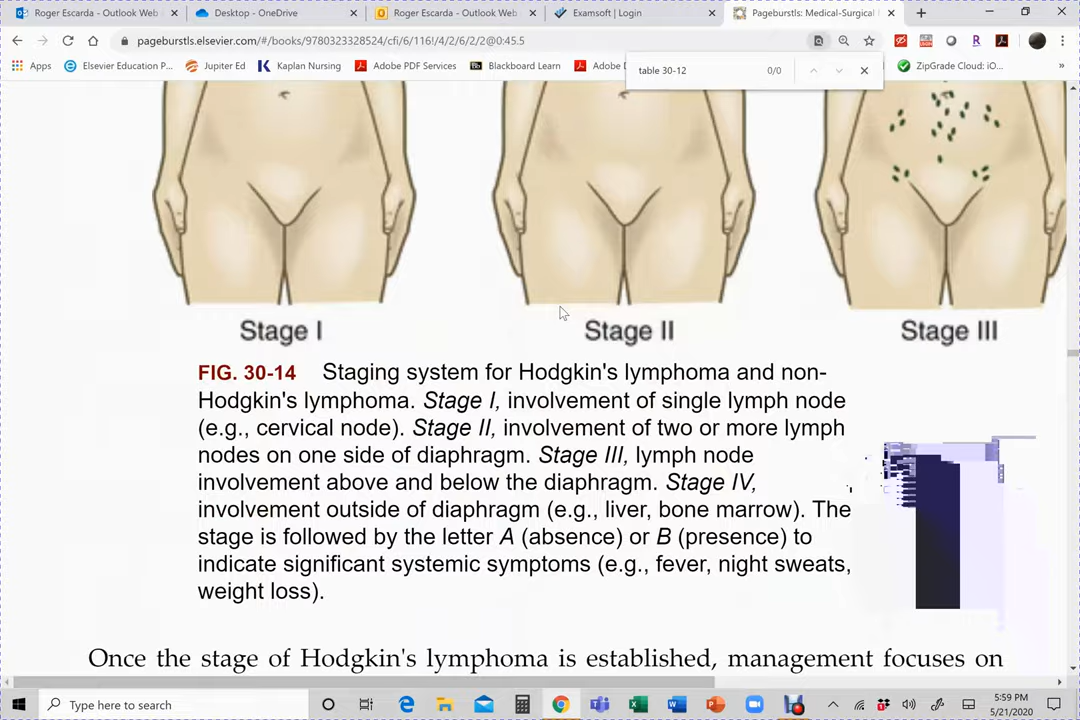 Roger Escarda - Outlook Web
Desktop - OneDrive
Roger Escarda - Outlook Web
Examsoft | Login
Pageburstls: Medical-Surgical
pageburstls.elsevier.com/#/books/9780323328524/cfi/6/116!/4/2/6/2/2@0:45.5
Apps
Elsevier Education P...
Jupiter Ed
Kaplan Nursing
Adobe PDF Services
Blackboard Learn
Adobe D
table 30-12
0/0
ZipGrade Cloud: iO...
»
Stage I
Stage II
Stage III
FIG. 30-14 Staging system for Hodgkin's lymphoma and non-
Hodgkin's lymphoma. Stage I, involvement of single lymph node
(e.g., cervical node). Stage II, involvement of two or more lymph
nodes on one side of diaphragm. Stage III, lymph node
involvement above and below the diaphragm. Stage IV,
involvement outside of diaphragm (e.g., liver, bone marrow). The
stage is followed by the letter A (absence) or B (presence) to
indicate significant systemic symptoms (e.g., fever, night sweats,
weight loss).
Once the stage of Hodgkin's lymphoma is established, management focuses on
Type here to search
5:59 PM
5/21/2020